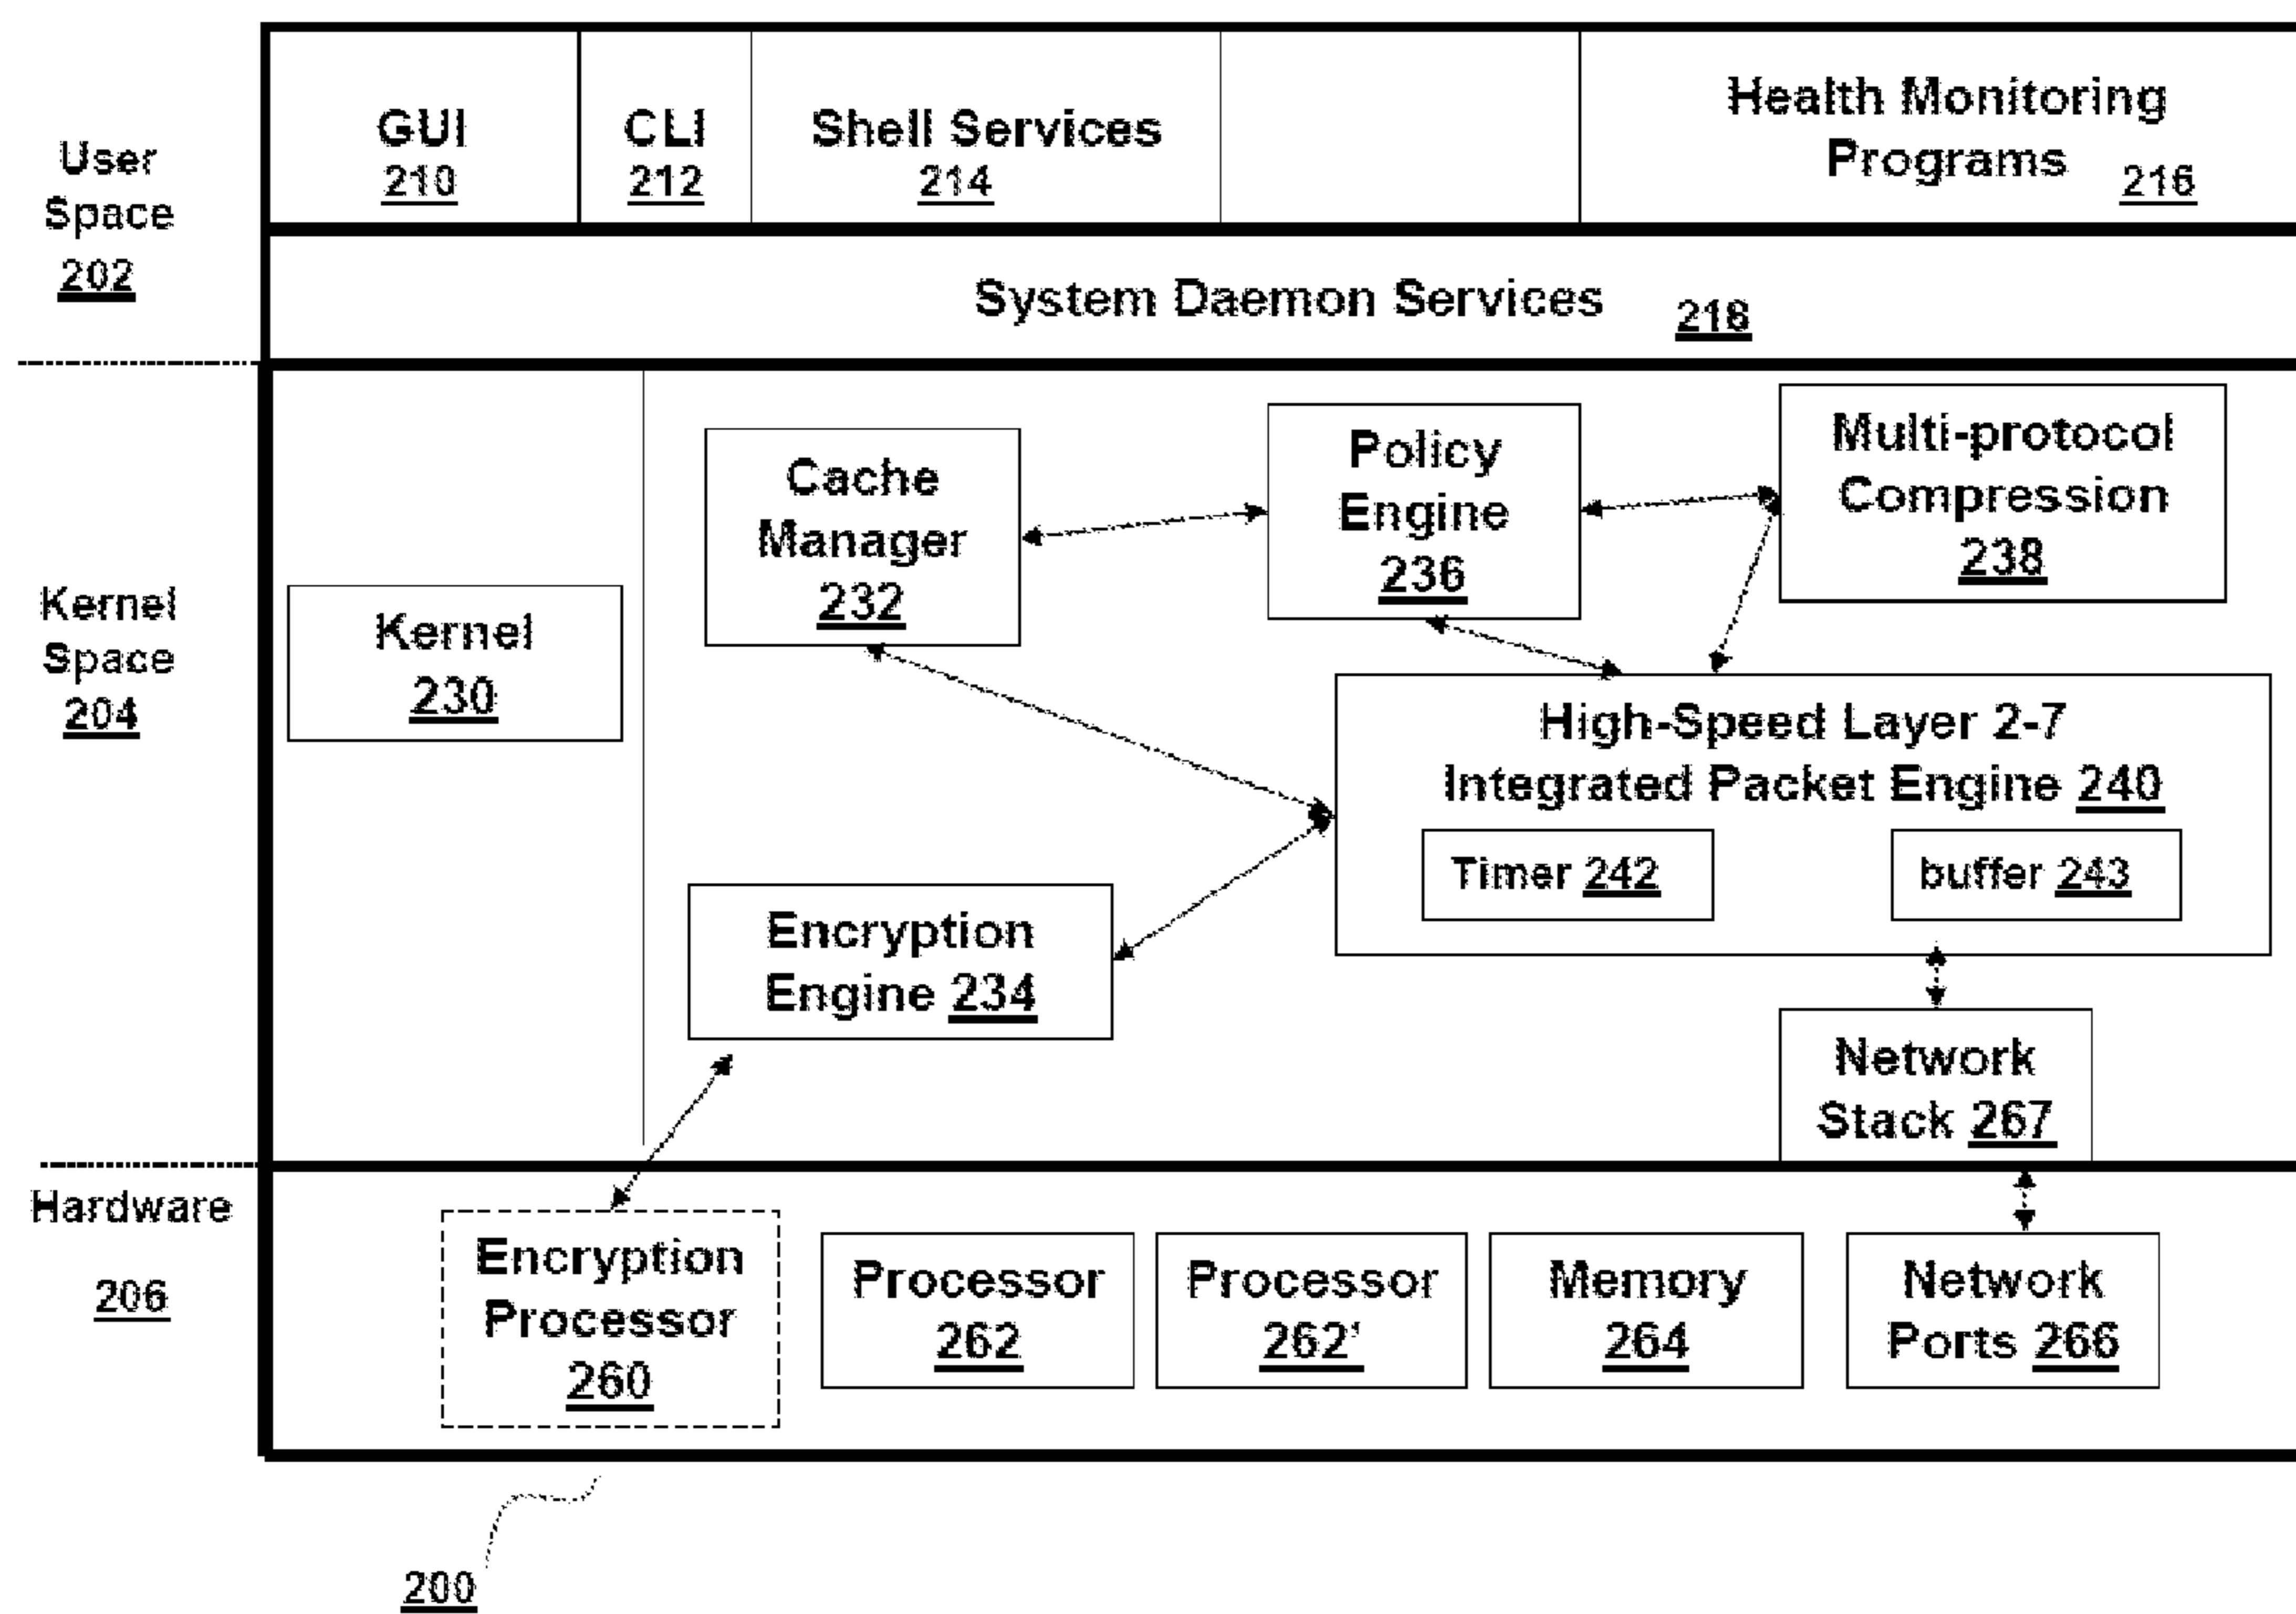 User
Space
202
GUI
210
CLI
212
Shell Services
214
Health Monitoring
Programs 216
System Daemon Services 218
Kernel
Space
204
Kernel
230
Cache
Manager
232
Policy
Engine
236
Multi-protocol
Compression
238
High-Speed Layer 2-7
Integrated Packet Engine 240
Timer 242
buffer 243
Encryption
Engine 234
Network
Stack 267
Hardware
206
Encryption
Processor
260
Processor
262
Processor
262'
Memory
264
Network
Ports 266
200